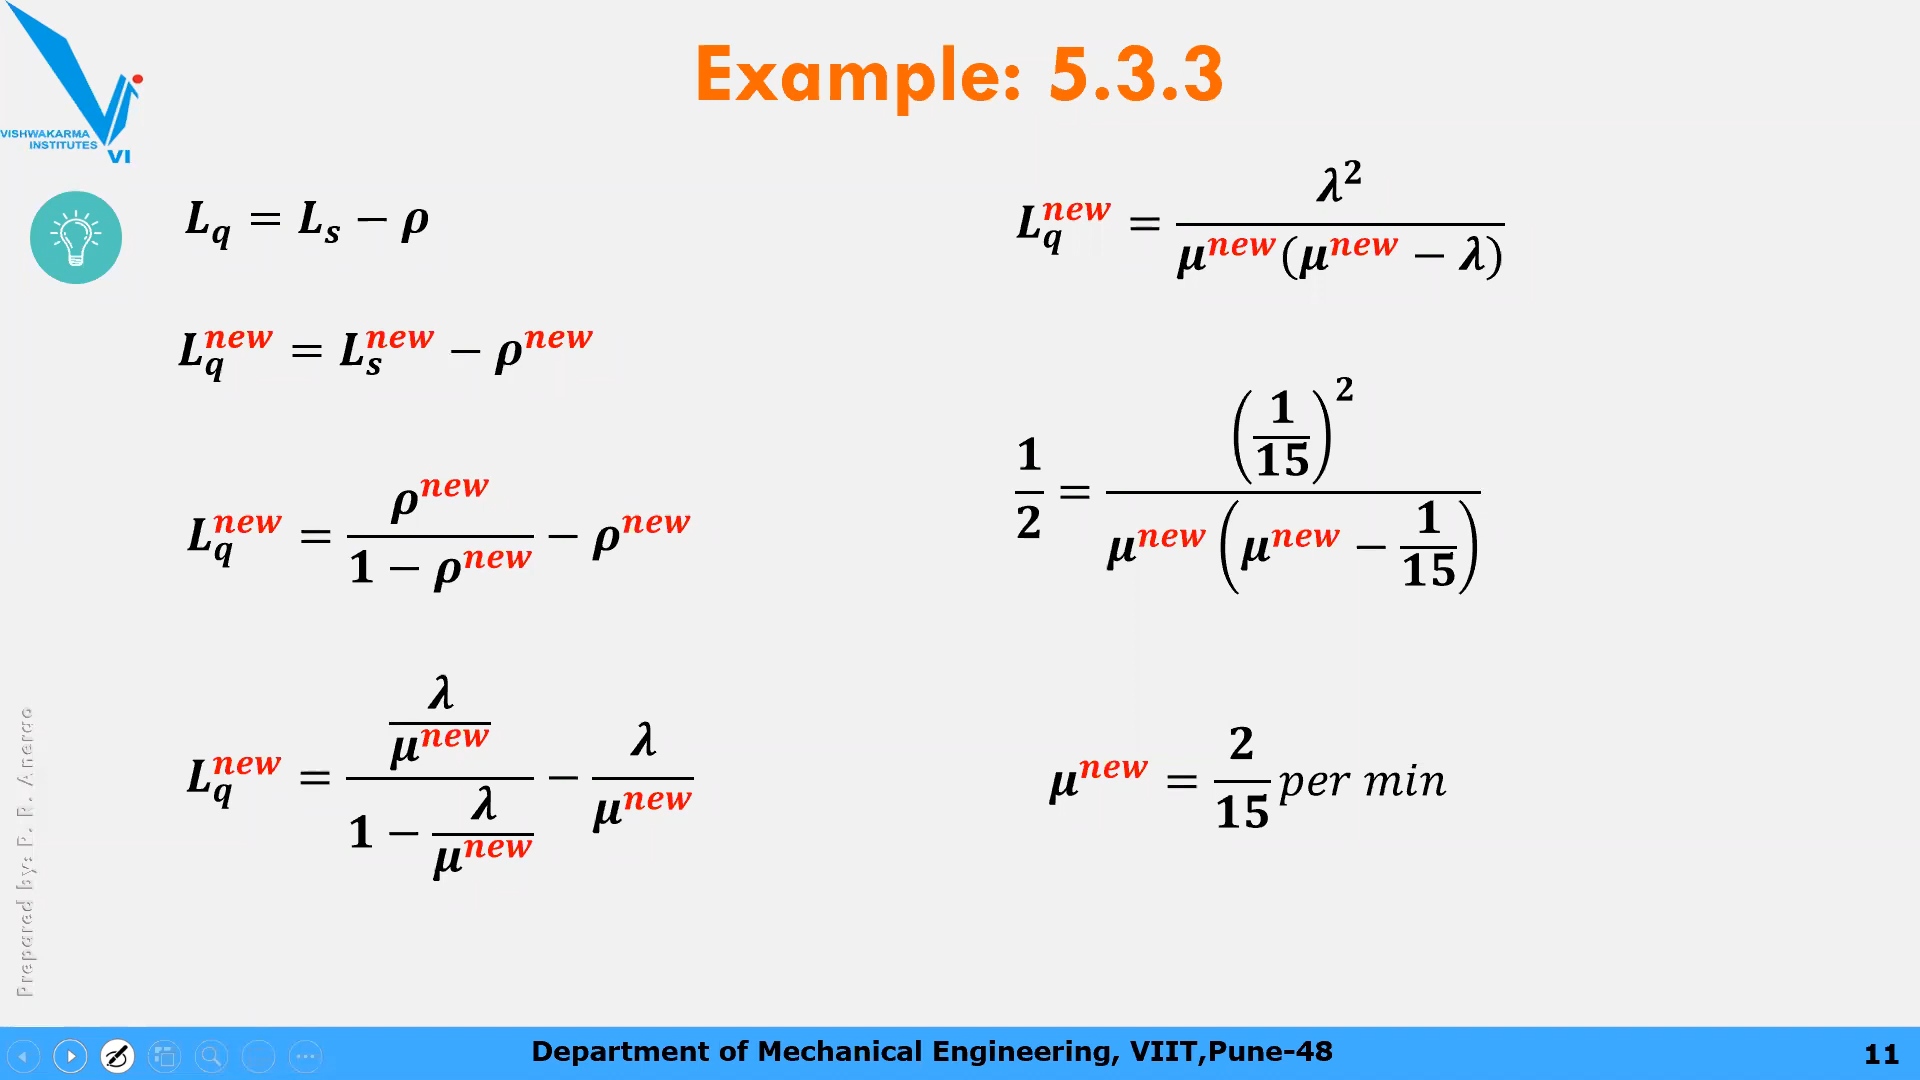 Example: 5.3.3
VISHWAKARMA
INSTITUTES
VI
L_q = L_s − ρ
L_q^new = L_s^new − ρ^new
L_q^new = ρ^new / (1 − ρ^new) − ρ^new
L_q^new = (λ/μ^new) / (1 − λ/μ^new) − λ/μ^new
L_q^new = λ² / (μ^new(μ^new − λ))
1/2 = (1/15)² / (μ^new(μ^new − 1/15))
μ^new = 2/15 per min
Prepared by: P. R. Anerao
Department of Mechanical Engineering, VIIT,Pune-48
11